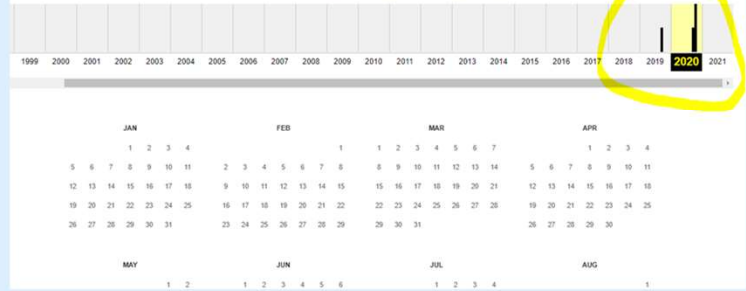 1999 2000 2001 2002 2003 2004 2005 2006 2007 2008 2009 2010 2011 2012 2013 2014 2015 2016 2017 2018 2019 2020 2021
JAN FEB MAR APR
1 2 3 4 1 1 2 3 4 5 6 7 1 2 3 4
5 6 7 8 9 10 11 2 3 4 5 6 7 8 8 9 10 11 12 13 14 5 6 7 8 9 10 11
12 13 14 15 16 17 18 9 10 11 12 13 14 15 15 16 17 18 19 20 21 12 13 14 15 16 17 18
19 20 21 22 23 24 25 16 17 18 19 20 21 22 22 23 24 25 26 27 28 19 20 21 22 23 24 25
26 27 28 29 30 31 23 24 25 26 27 28 29 29 30 31 26 27 28 29 30
MAY JUN JUL AUG
1 2 1 2 3 4 5 6 1 2 3 4 1